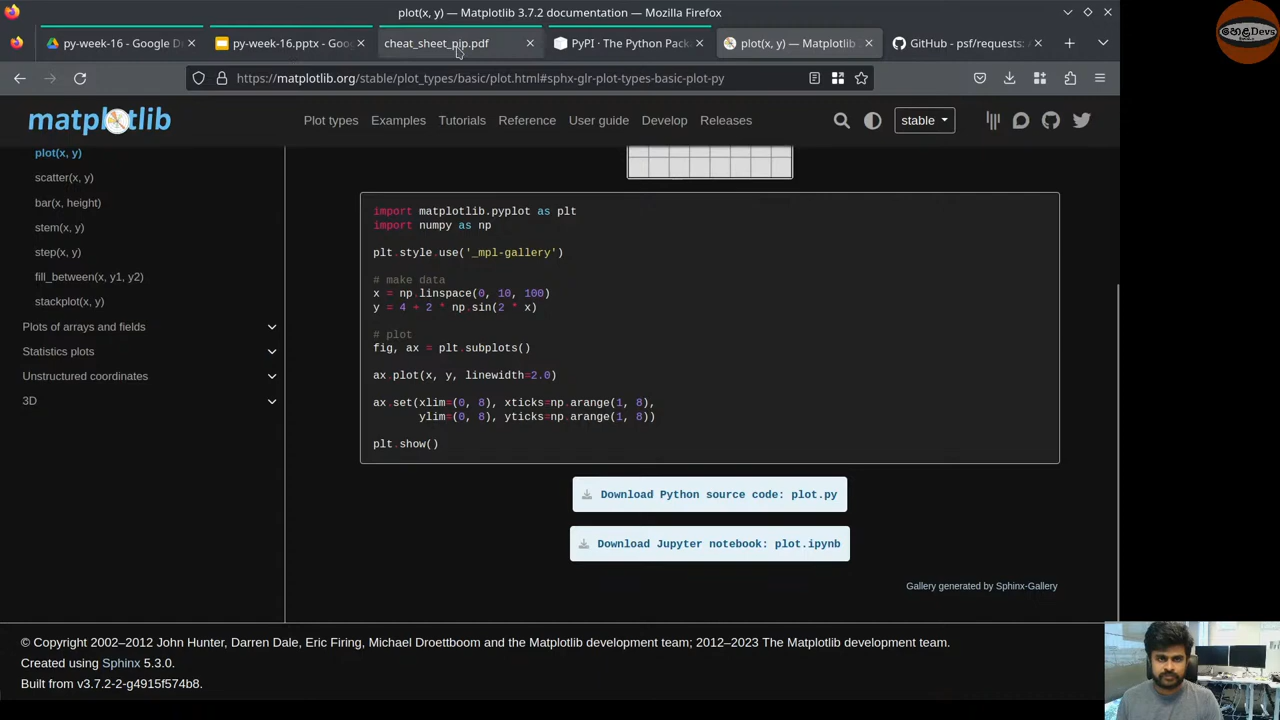 plot(x, y) — Matplotlib 3.7.2 documentation — Mozilla Firefox
py-week-16 - Google D
py-week-16.pptx - Goog
cheat_sheet_pip.pdf
PyPI · The Python Pack
plot(x, y) — Matplotlib
GitHub - psf/requests: A
https://matplotlib.org/stable/plot_types/basic/plot.html#sphx-glr-plot-types-basic-plot-py
matplotlib
Plot types Examples Tutorials Reference User guide Develop Releases
stable
plot(x, y)
scatter(x, y)
bar(x, height)
stem(x, y)
step(x, y)
fill_between(x, y1, y2)
stackplot(x, y)
Plots of arrays and fields
Statistics plots
Unstructured coordinates
3D
import matplotlib.pyplot as plt
import numpy as np
plt.style.use('_mpl-gallery')
# make data
x = np.linspace(0, 10, 100)
y = 4 + 2 * np.sin(2 * x)
# plot
fig, ax = plt.subplots()
ax.plot(x, y, linewidth=2.0)
ax.set(xlim=(0, 8), xticks=np.arange(1, 8),
ylim=(0, 8), yticks=np.arange(1, 8))
plt.show()
Download Python source code: plot.py
Download Jupyter notebook: plot.ipynb
Gallery generated by Sphinx-Gallery
© Copyright 2002–2012 John Hunter, Darren Dale, Eric Firing, Michael Droettboom and the Matplotlib development team; 2012–2023 The Matplotlib development team.
Created using Sphinx 5.3.0.
Built from v3.7.2-2-g4915f574b8.
හෙළDevs